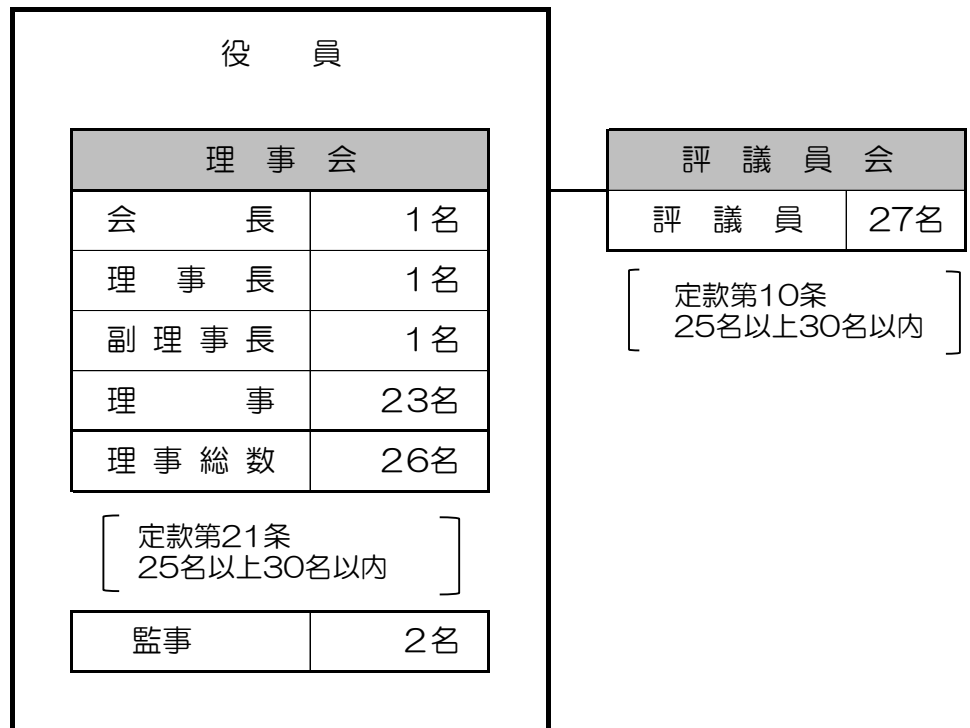 役員
理事会
会長 1名
理事長 1名
副理事長 1名
理事 23名
理事総数 26名
定款第21条
25名以上30名以内
監事 2名
評議員会
評議員 27名
定款第10条
25名以上30名以内